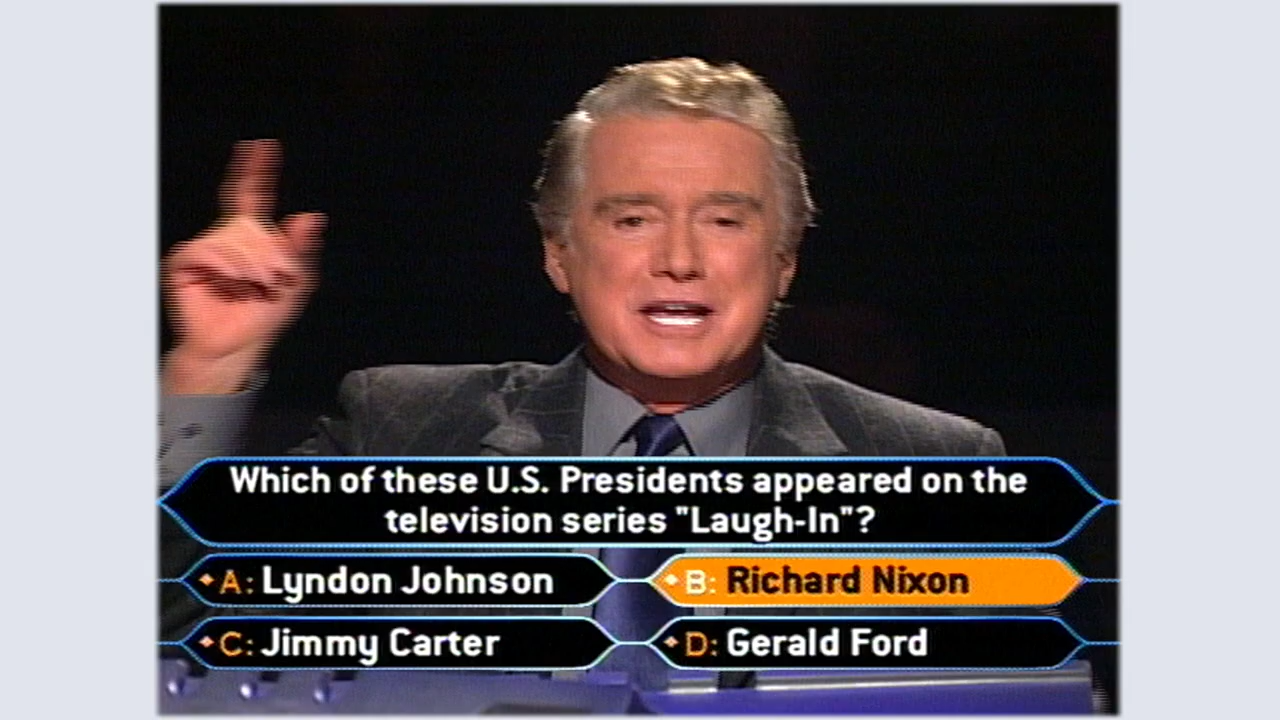 Which of these U.S. Presidents appeared on the
television series "Laugh-In"?
A: Lyndon Johnson
B: Richard Nixon
C: Jimmy Carter
D: Gerald Ford